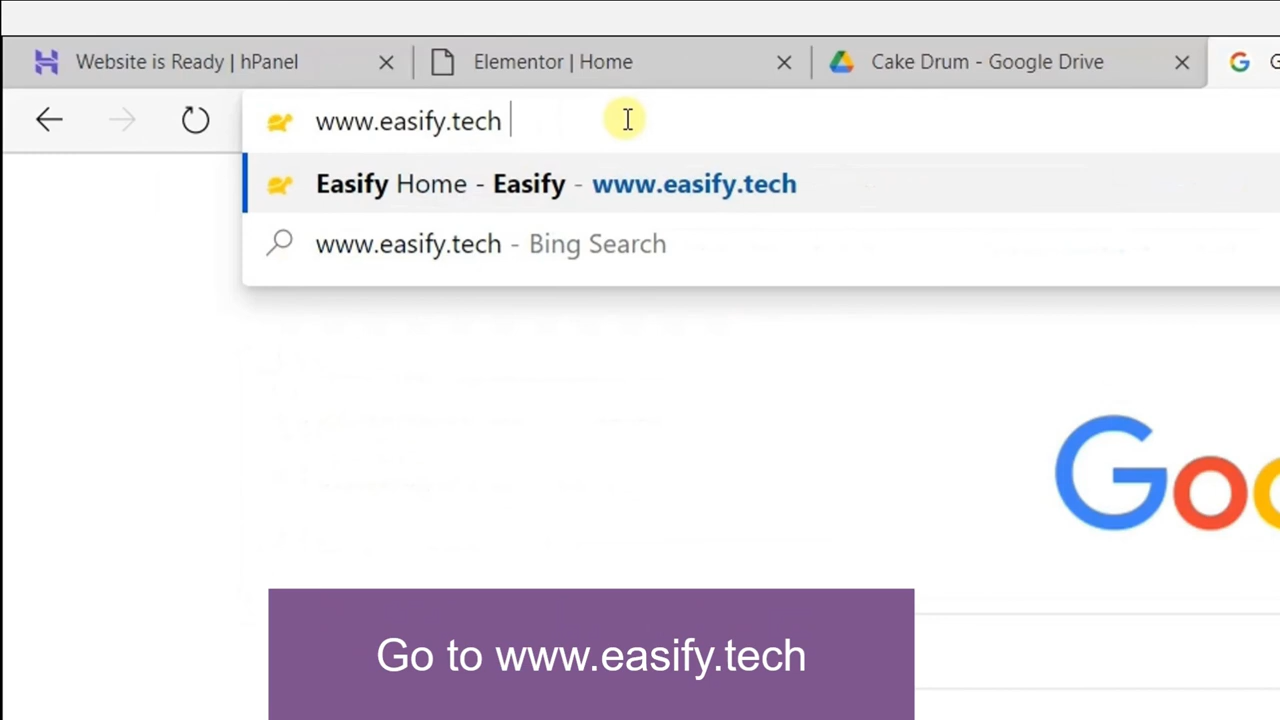 Website is Ready | hPanel
Elementor | Home
Cake Drum - Google Drive
www.easify.tech
Easify Home - Easify - www.easify.tech
www.easify.tech - Bing Search
Goo
Go to www.easify.tech